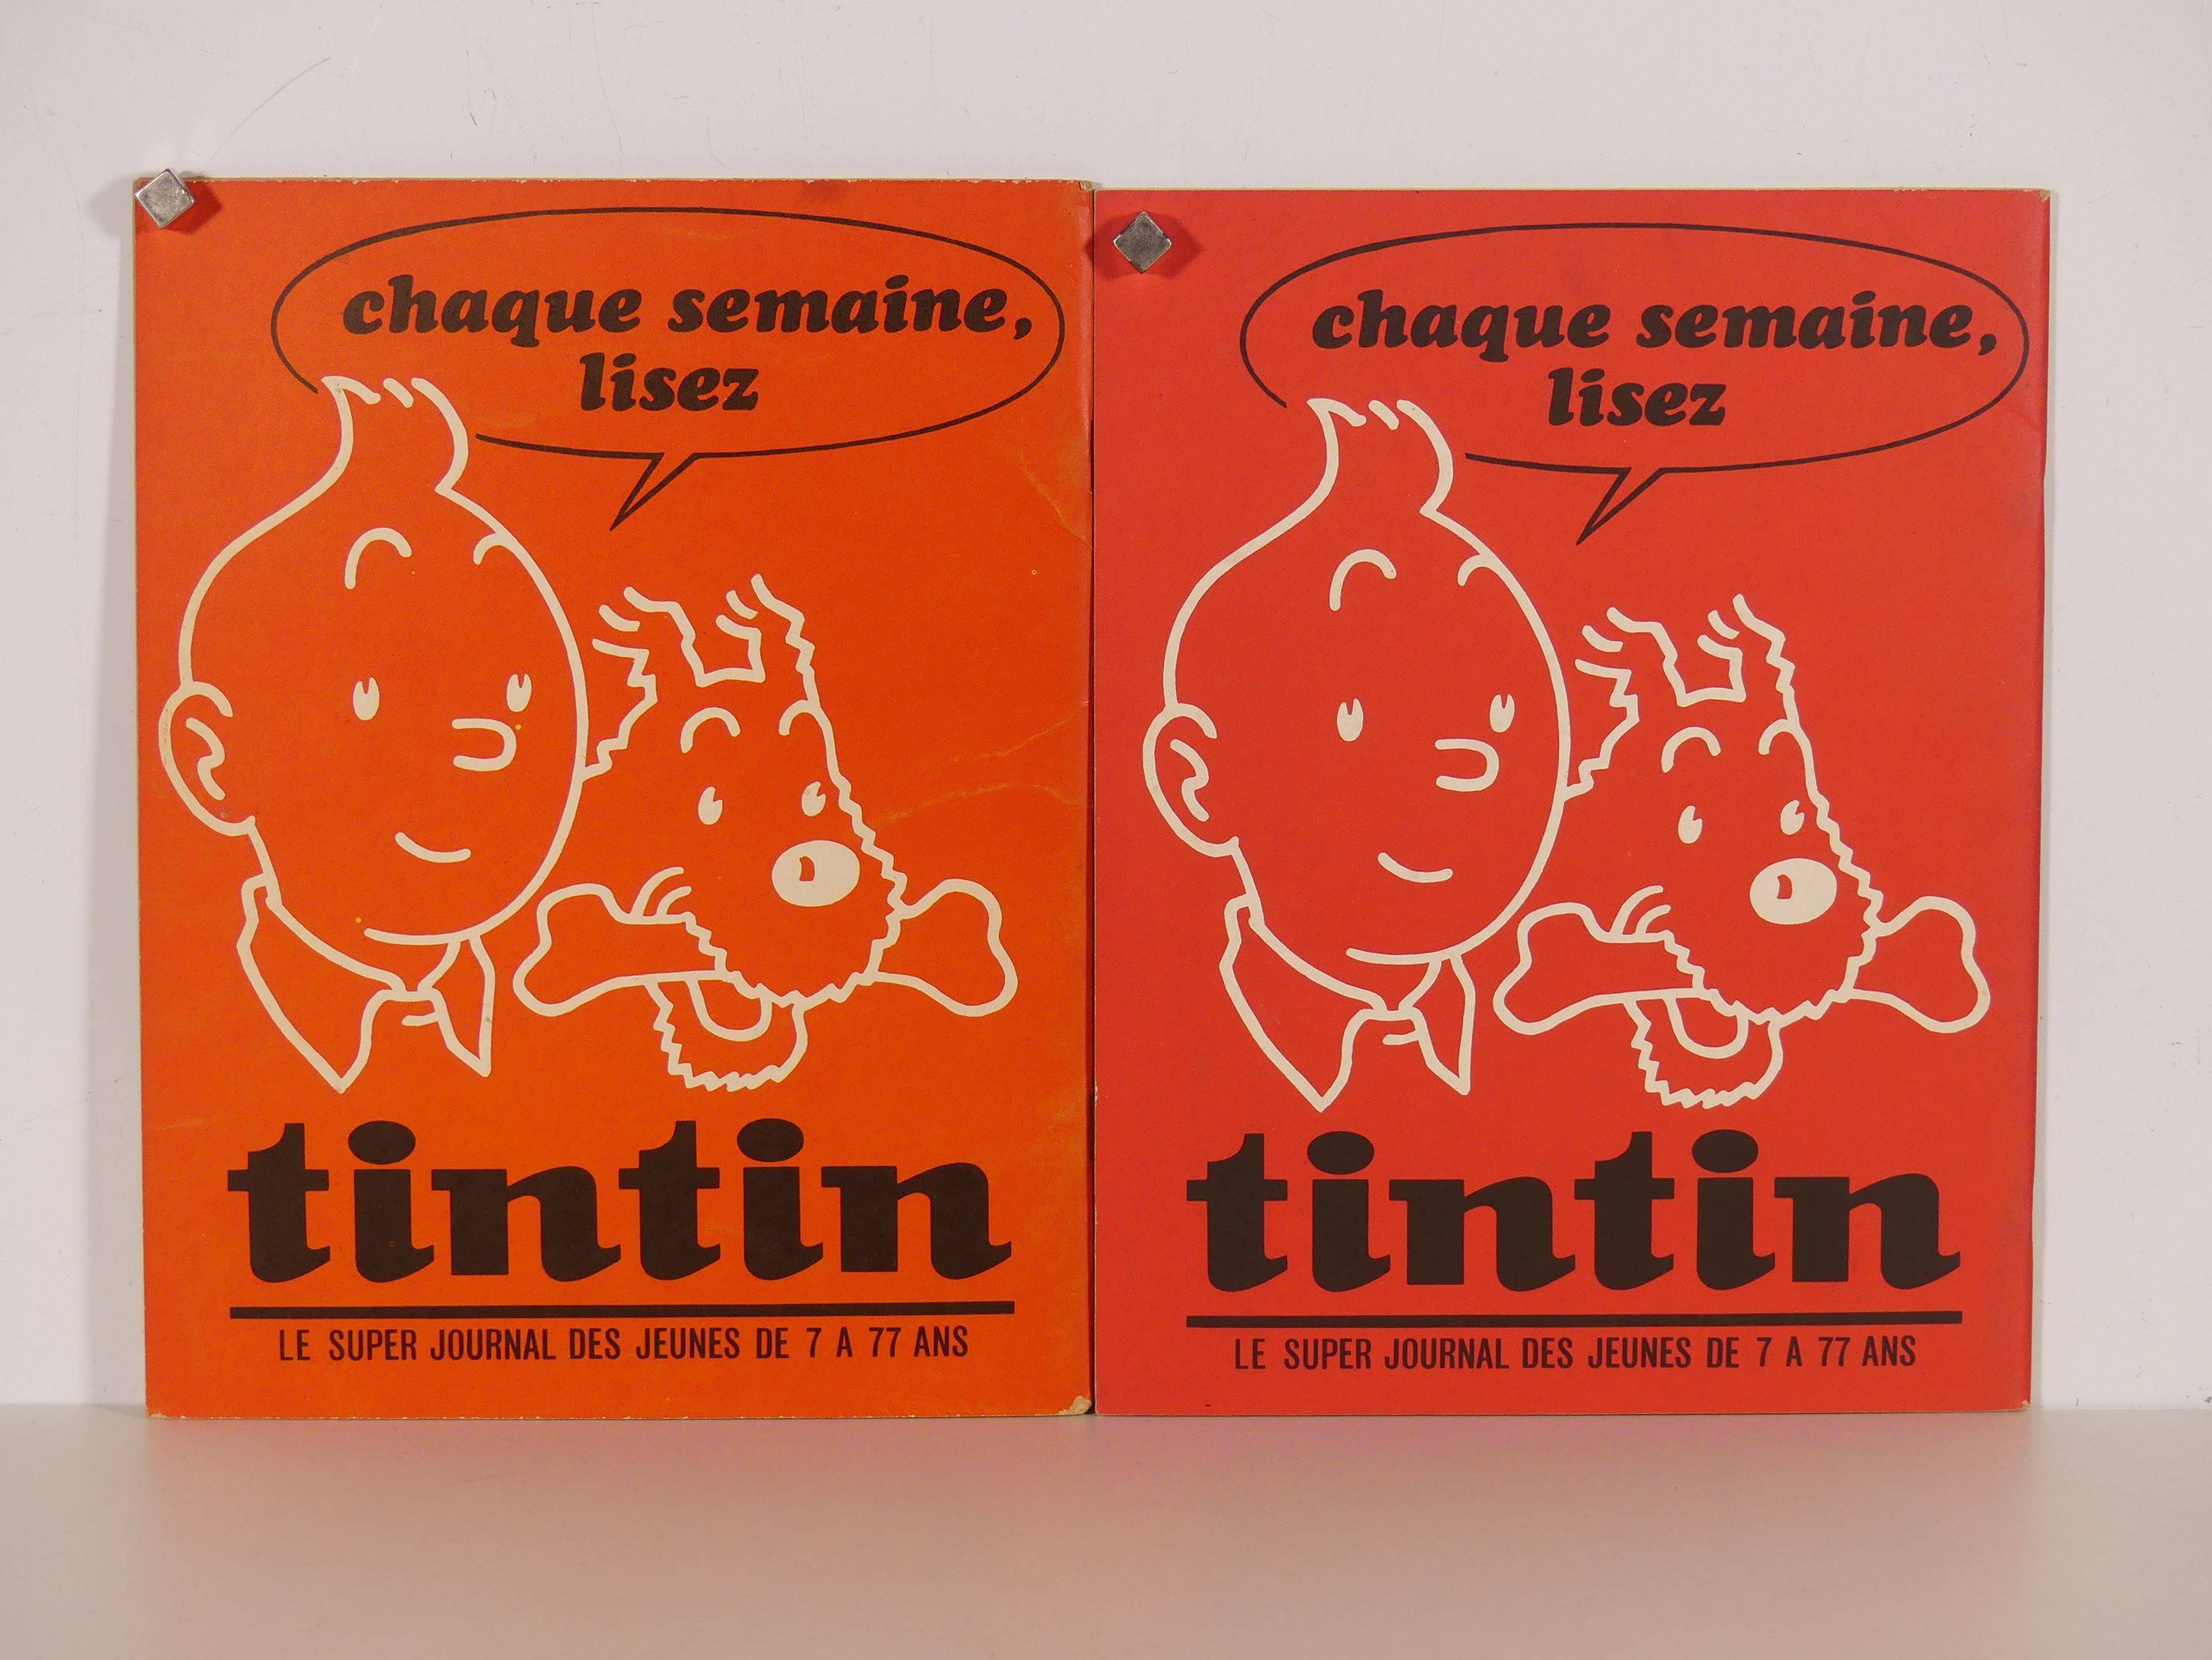 chaque semaine,
lisez
tintin
LE SUPER JOURNAL DES JEUNES DE 7 A 77 ANS
chaque semaine,
lisez
tintin
LE SUPER JOURNAL DES JEUNES DE 7 A 77 ANS